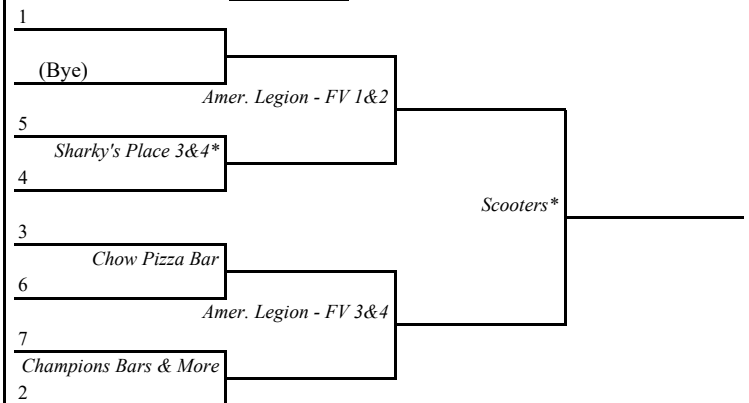 1
(Bye)
Amer. Legion - FV 1&2
5
Sharky's Place 3&4*
4
Scooters*
3
Chow Pizza Bar
6
Amer. Legion - FV 3&4
7
Champions Bars & More
2